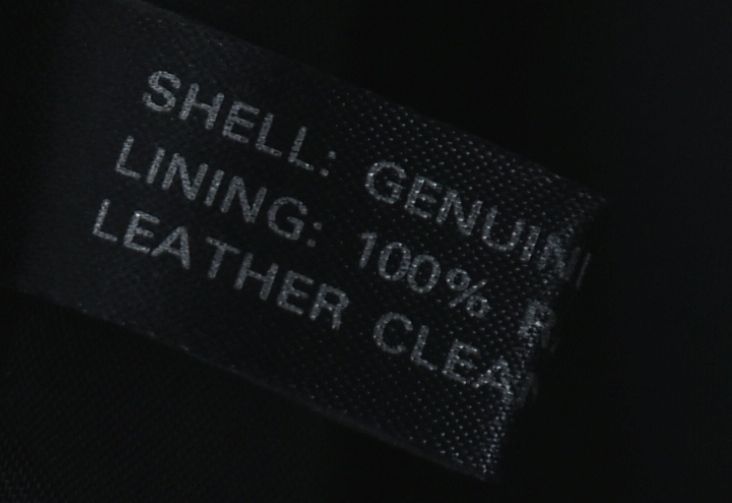 SHELL: GENUIN
LINING: 100% R
LEATHER CLEA